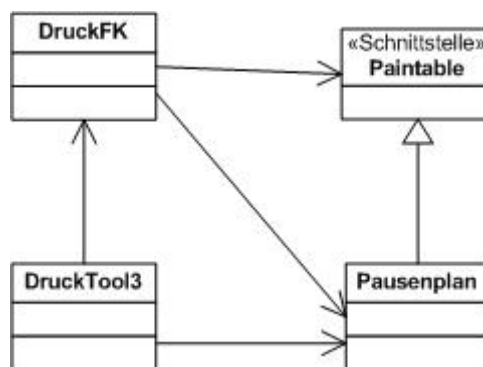 DruckFK
«Schnittstelle»
Paintable
DruckTool3
Pausenplan